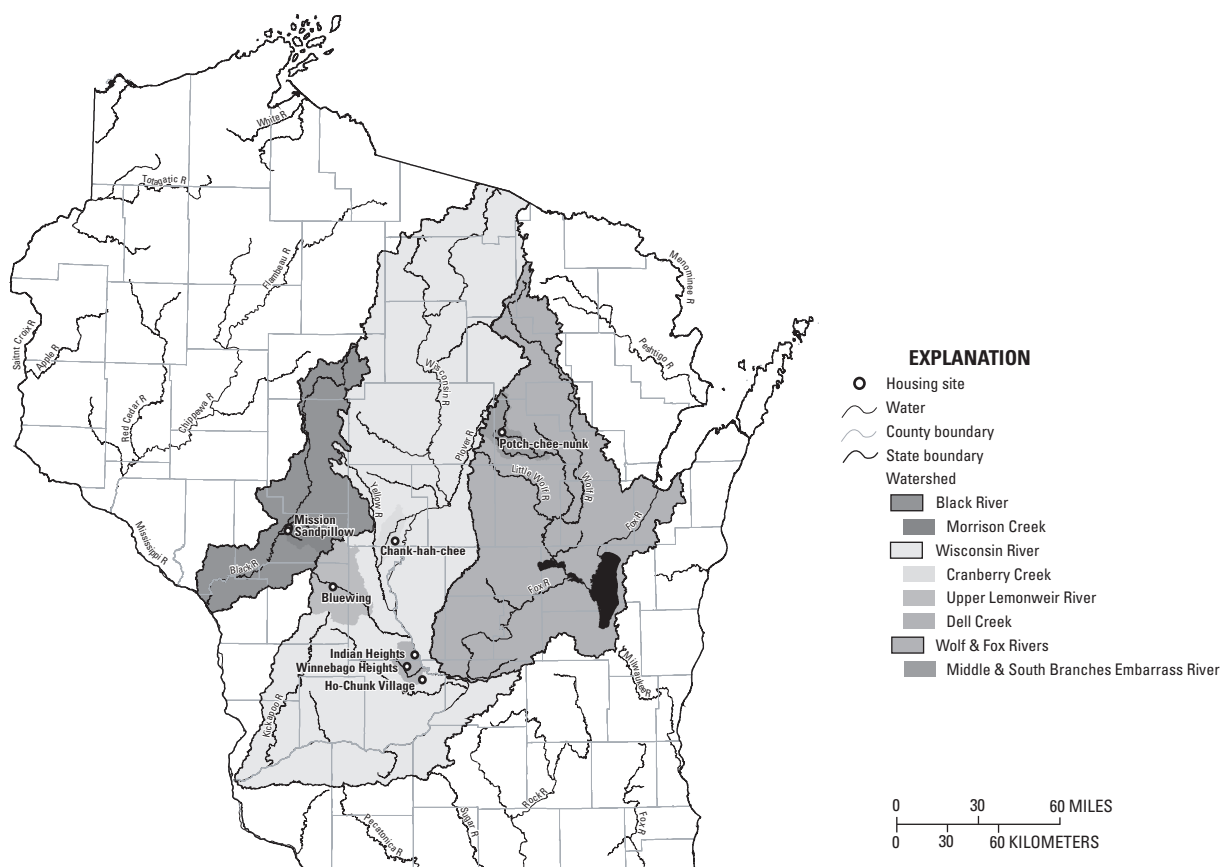 White R
Totagatic R
Flambeau R
Menominee R
Saitnt Croix R
Apple R
Peshtigo R
Wisconsin R
Red Cedar R
Chippewa R
Plover R
Potch-chee-nunk
Little Wolf R
Wolf R
Yellow R
Fox R
Mission
Sandpillow
Mississippi R
Chank-hah-chee
Black R
Bluewing
Fox R
Indian Heights
Winnebago Heights
Ho-Chunk Village
Milwaukee R
Kickapoo R
Rock R
Sugar R
Pecatonica R
Fox R
EXPLANATION
Housing site
Water
County boundary
State boundary
Watershed
Black River
Morrison Creek
Wisconsin River
Cranberry Creek
Upper Lemonweir River
Dell Creek
Wolf & Fox Rivers
Middle & South Branches Embarrass River
0 30 60 MILES
0 30 60 KILOMETERS